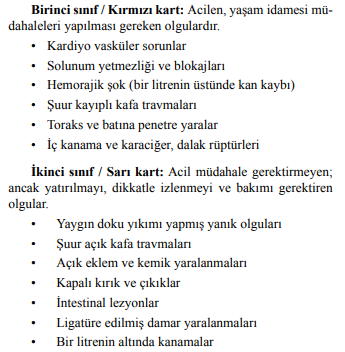 Birinci sınıf / Kırmızı kart: Acilen, yaşam idamesi mü-
dahaleleri yapılması gereken olgulardır.
• Kardiyo vasküler sorunlar
• Solunum yetmezliği ve blokajları
• Hemorajik şok (bir litrenin üstünde kan kaybı)
• Şuur kayıplı kafa travmaları
• Toraks ve batına penetre yaralar
• İç kanama ve karaciğer, dalak rüptürleri
İkinci sınıf / Sarı kart: Acil müdahale gerektirmeyen;
ancak yatırılmayı, dikkatle izlenmeyi ve bakımı gerektiren
olgular.
• Yaygın doku yıkımı yapmış yanık olguları
• Şuur açık kafa travmaları
• Açık eklem ve kemik yaralanmaları
• Kapalı kırık ve çıkıklar
• İntestinal lezyonlar
• Ligatüre edilmiş damar yaralanmaları
• Bir litrenin altında kanamalar